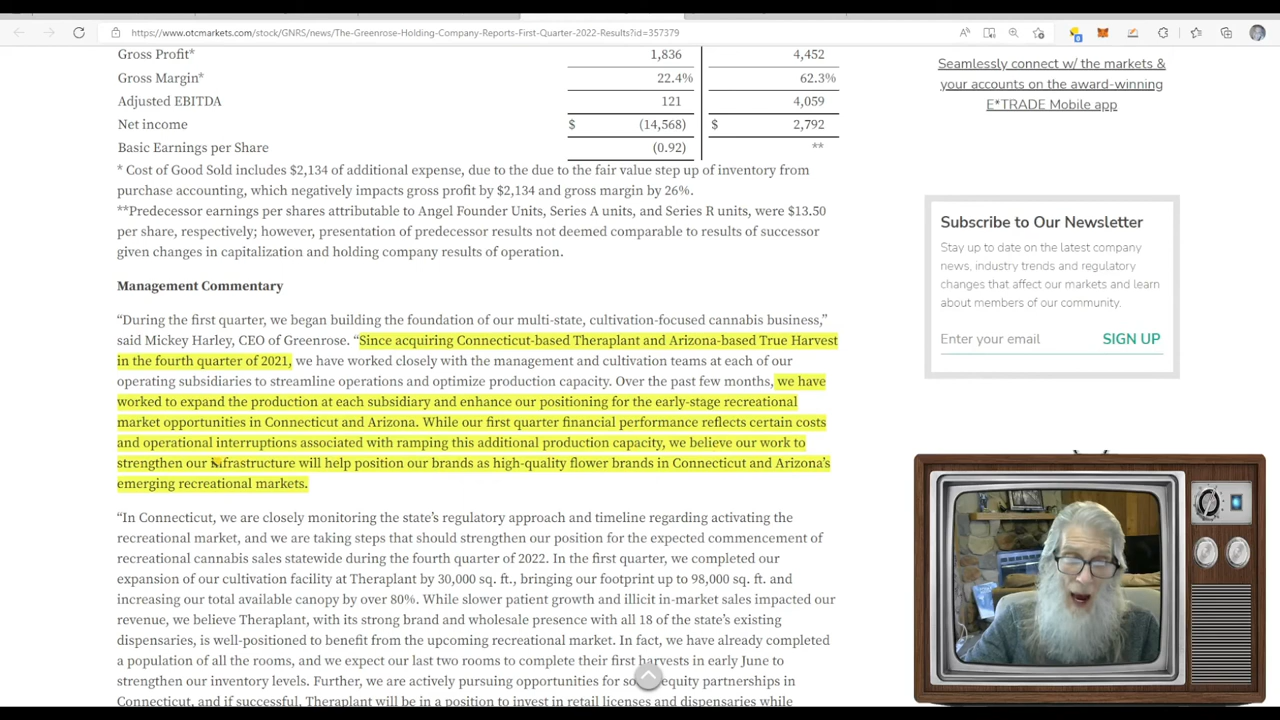 https://www.otcmarkets.com/stock/GNRS/news/The-Greenrose-Holding-Company-Reports-First-Quarter-2022-Results?id=357379
Gross Profit* 1,836 4,452
Gross Margin* 22.4% 62.3%
Adjusted EBITDA 121 4,059
Net income $ (14,568) $ 2,792
Basic Earnings per Share (0.92) **
* Cost of Good Sold includes $2,134 of additional expense, due to the due to the fair value step up of inventory from
purchase accounting, which negatively impacts gross profit by $2,134 and gross margin by 26%.
**Predecessor earnings per shares attributable to Angel Founder Units, Series A units, and Series R units, were $13.50
per share, respectively; however, presentation of predecessor results not deemed comparable to results of successor
given changes in capitalization and holding company results of operation.
Management Commentary
“During the first quarter, we began building the foundation of our multi-state, cultivation-focused cannabis business,”
said Mickey Harley, CEO of Greenrose. “Since acquiring Connecticut-based Theraplant and Arizona-based True Harvest
in the fourth quarter of 2021, we have worked closely with the management and cultivation teams at each of our
operating subsidiaries to streamline operations and optimize production capacity. Over the past few months, we have
worked to expand the production at each subsidiary and enhance our positioning for the early-stage recreational
market opportunities in Connecticut and Arizona. While our first quarter financial performance reflects certain costs
and operational interruptions associated with ramping this additional production capacity, we believe our work to
strengthen our infrastructure will help position our brands as high-quality flower brands in Connecticut and Arizona’s
emerging recreational markets.
“In Connecticut, we are closely monitoring the state’s regulatory approach and timeline regarding activating the
recreational market, and we are taking steps that should strengthen our position for the expected commencement of
recreational cannabis sales statewide during the fourth quarter of 2022. In the first quarter, we completed our
expansion of our cultivation facility at Theraplant by 30,000 sq. ft., bringing our footprint up to 98,000 sq. ft. and
increasing our total available canopy by over 80%. While slower patient growth and illicit in-market sales impacted our
revenue, we believe Theraplant, with its strong brand and wholesale presence with all 18 of the state’s existing
dispensaries, is well-positioned to benefit from the upcoming recreational market. In fact, we have already completed
a population of all the rooms, and we expect our last two rooms to complete their first harvests in early June to
strengthen our inventory levels. Further, we are actively pursuing opportunities for equity partnerships in
Connecticut, and if successful, Theraplant will be in a position to invest in retail licenses and dispensaries while
Seamlessly connect w/ the markets &
your accounts on the award-winning
E*TRADE Mobile app
Subscribe to Our Newsletter
Stay up to date on the latest company
news, industry trends and regulatory
changes that affect our markets and learn
about members of our community.
Enter your email SIGN UP